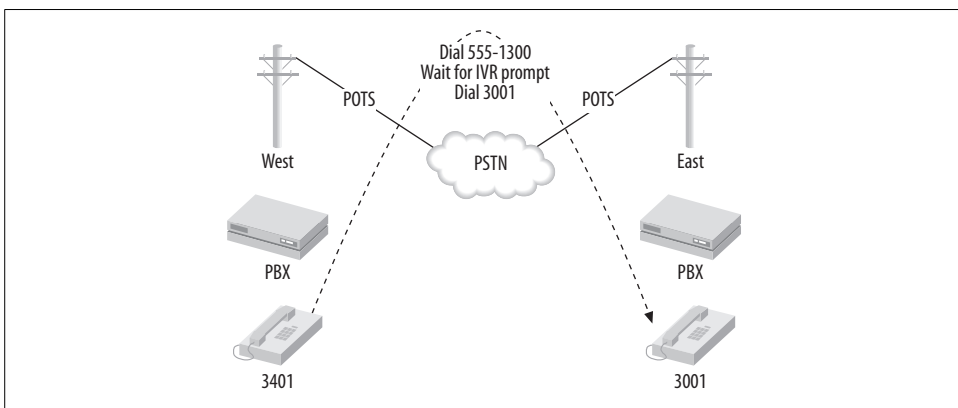 Dial 555-1300
Wait for IVR prompt
Dial 3001
POTS
POTS
West
PSTN
East
PBX
PBX
3401
3001